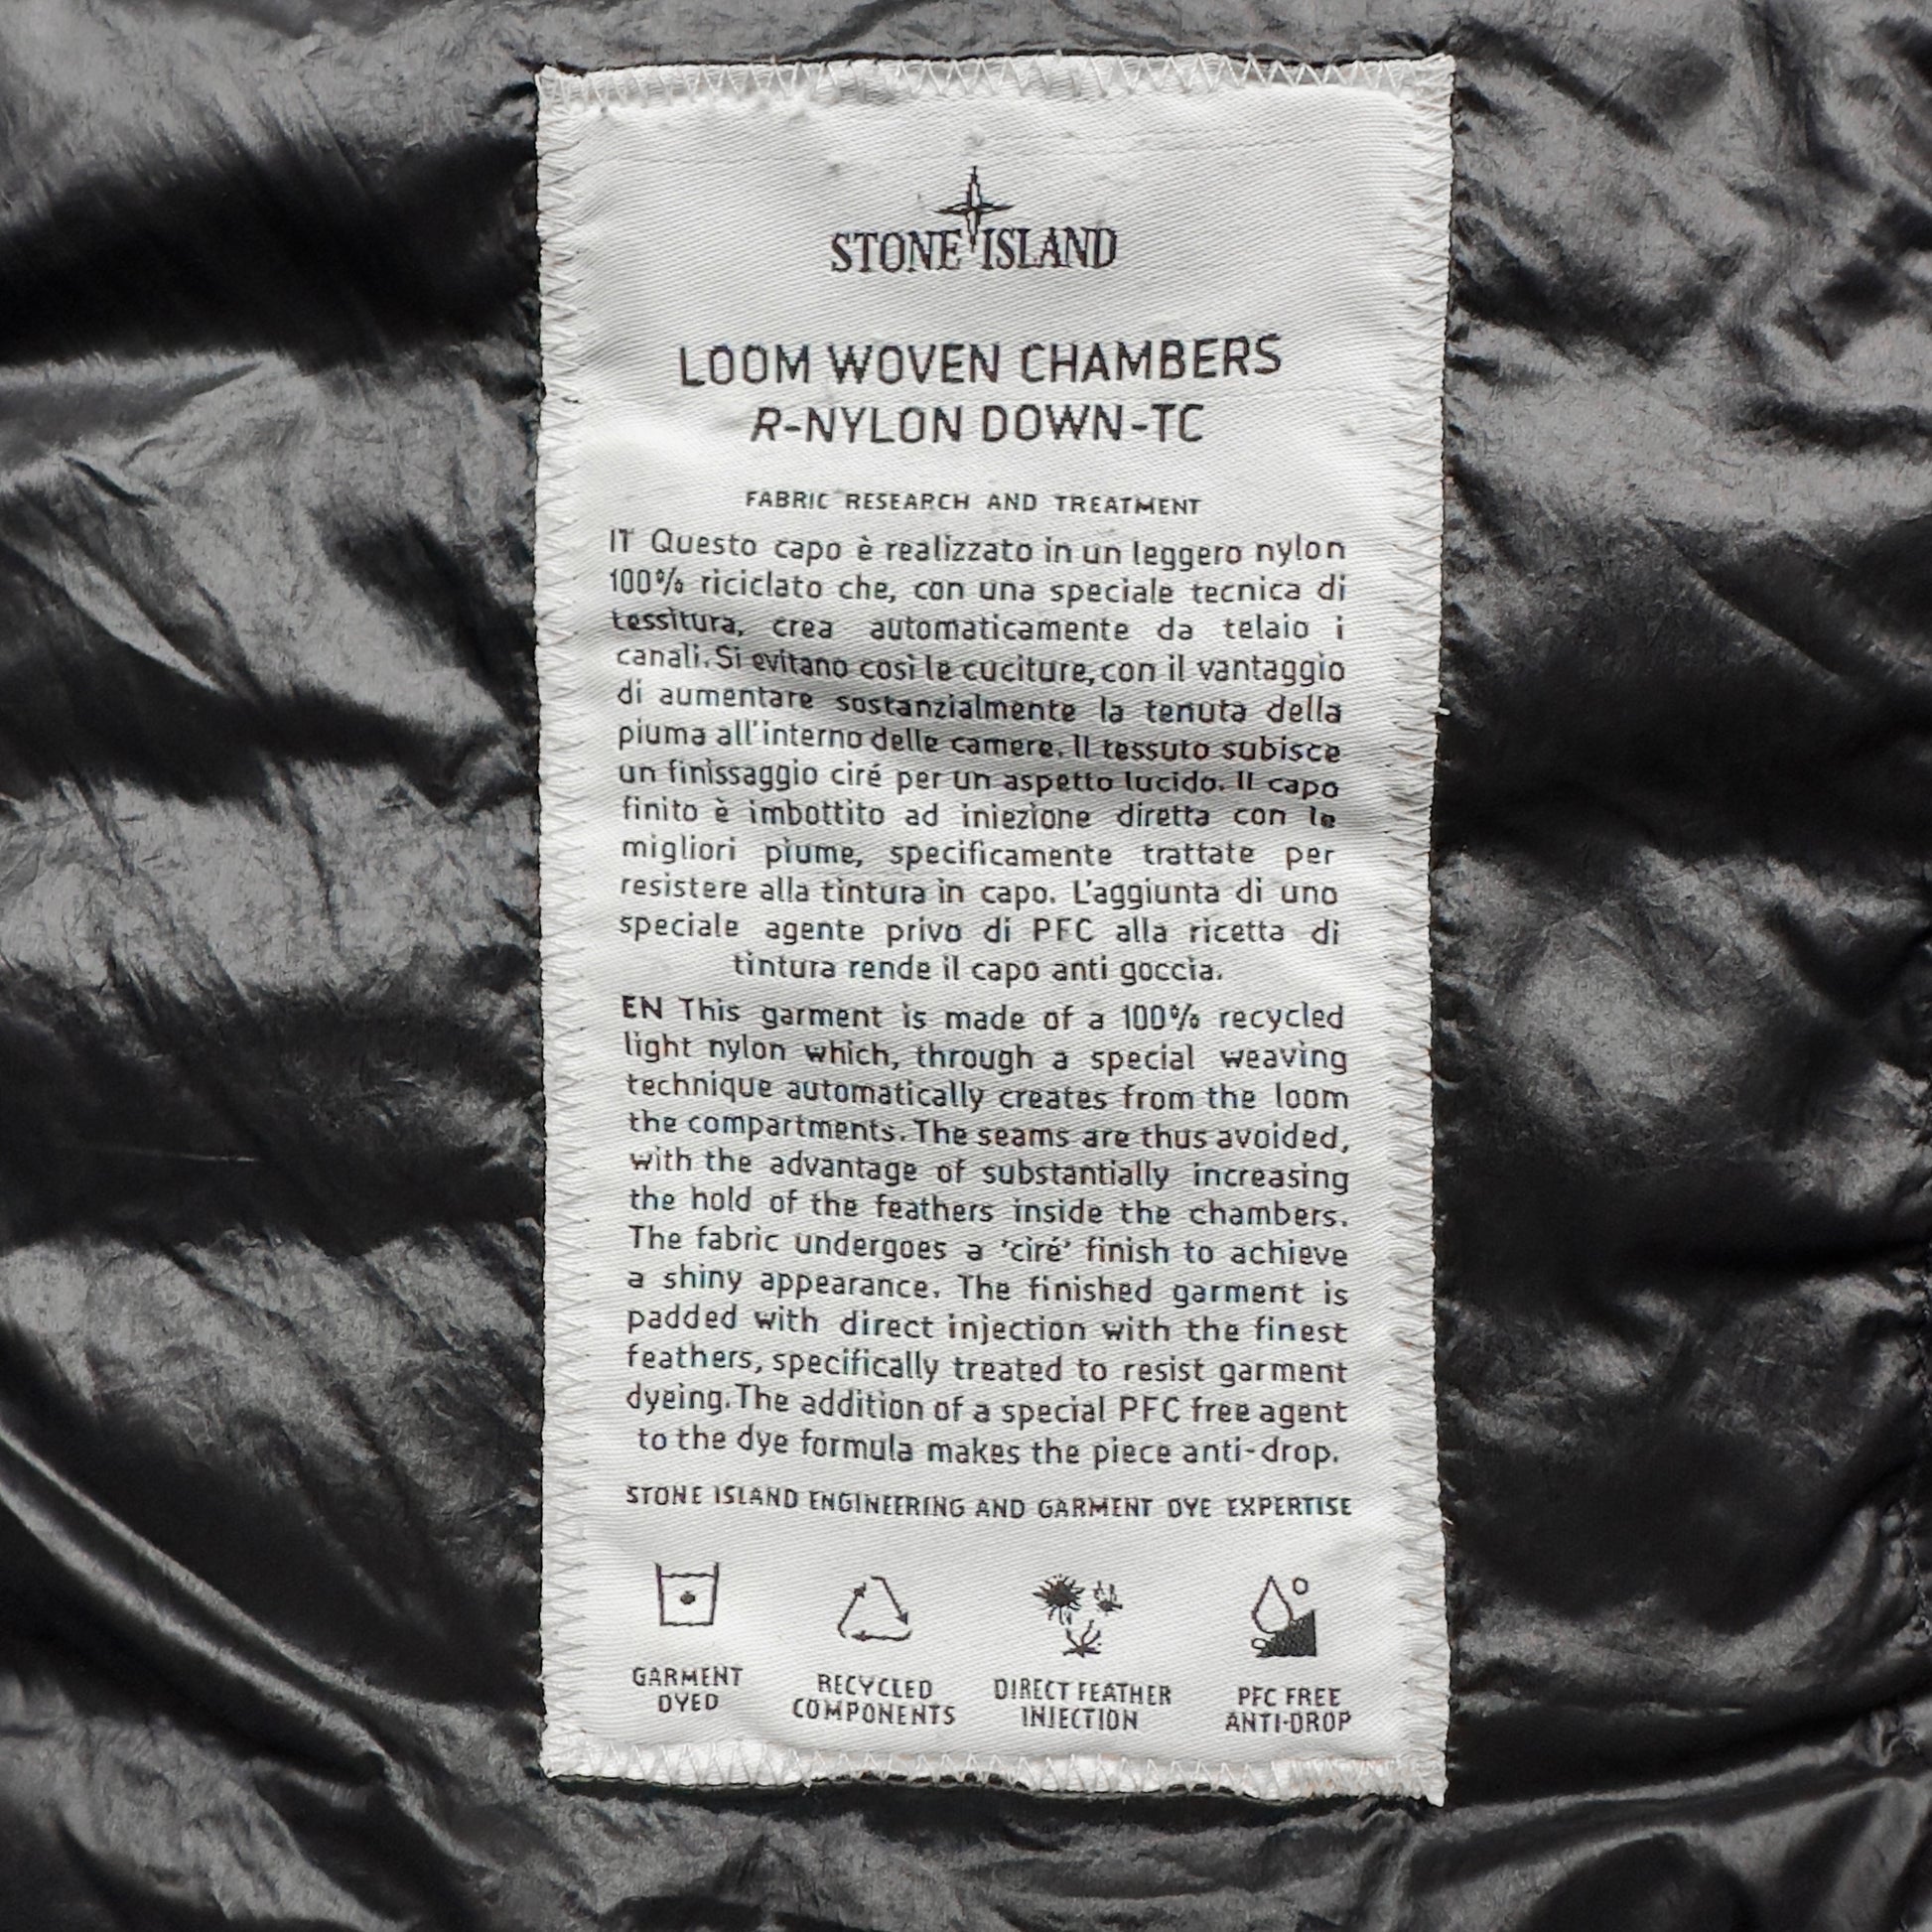 STONE ISLAND
LOOM WOVEN CHAMBERS
R-NYLON DOWN-TC
FABRIC RESEARCH AND TREATMENT
IT Questo capo è realizzato in un leggero nylon
100% riciclato che, con una speciale tecnica di
tessitura, crea automaticamente da telaio i
canali. Si evitano così le cuciture, con il vantaggio
di aumentare sostanzialmente la tenuta della
piuma all'interno delle camere. Il tessuto subisce
un finissaggio ciré per un aspetto lucido. Il capo
finito è imbottito ad iniezione diretta con le
migliori piume, specificamente trattate per
resistere alla tintura in capo. L'aggiunta di uno
speciale agente privo di PFC alla ricetta di
tintura rende il capo anti goccia.
EN This garment is made of a 100% recycled
light nylon which, through a special weaving
technique automatically creates from the loom
the compartments. The seams are thus avoided,
with the advantage of substantially increasing
the hold of the feathers inside the chambers.
The fabric undergoes a 'ciré' finish to achieve
a shiny appearance. The finished garment is
padded with direct injection with the finest
feathers, specifically treated to resist garment
dyeing. The addition of a special PFC free agent
to the dye formula makes the piece anti-drop.
STONE ISLAND ENGINEERING AND GARMENT DYE EXPERTISE
GARMENT
DYED
RECYCLED
COMPONENTS
DIRECT FEATHER
INJECTION
PFC FREE
ANTI-DROP